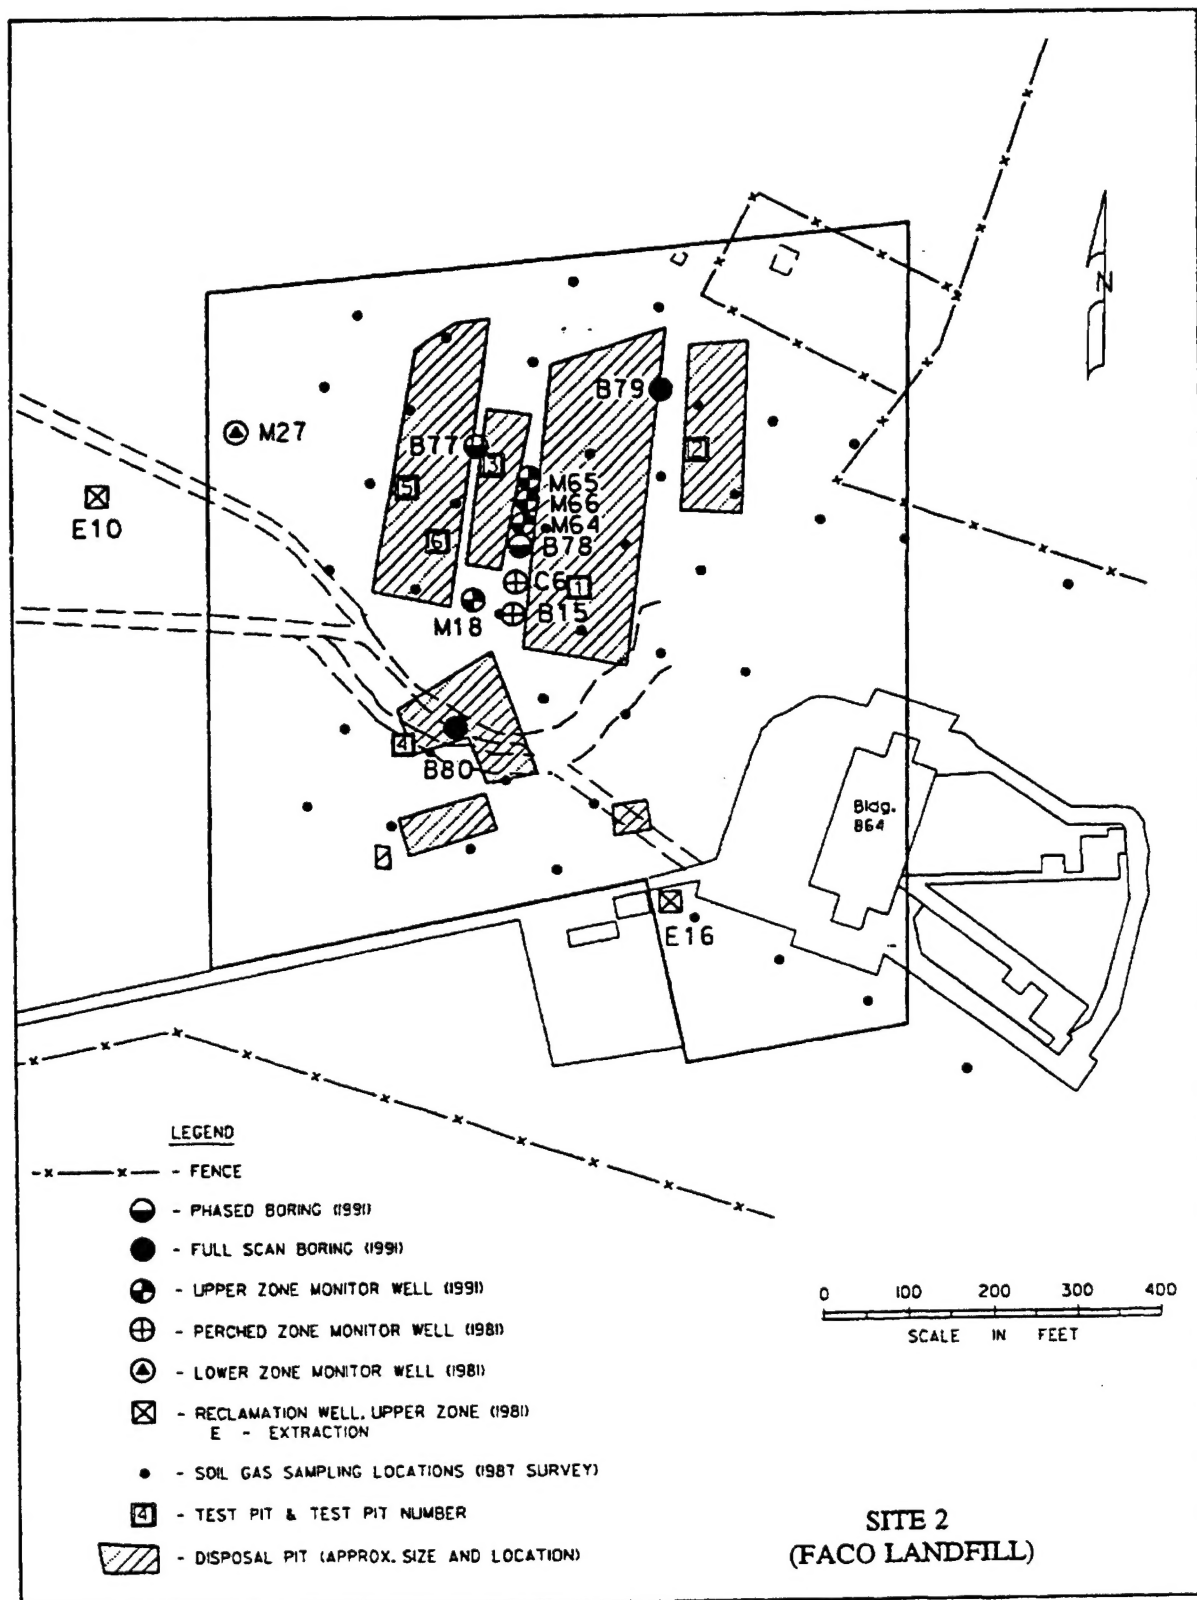 N
B79
M27
B77
2
3
M65
5
M66
E10
M64
6
B78
C6
1
B15
M18
4
B80
Bldg.
864
E16
LEGEND
- FENCE
- PHASED BORING (1991)
- FULL SCAN BORING (1991)
- UPPER ZONE MONITOR WELL (1991)
- PERCHED ZONE MONITOR WELL (1981)
- LOWER ZONE MONITOR WELL (1981)
- RECLAMATION WELL, UPPER ZONE (1981)
E - EXTRACTION
- SOIL GAS SAMPLING LOCATIONS (1987 SURVEY)
4 - TEST PIT & TEST PIT NUMBER
- DISPOSAL PIT (APPROX. SIZE AND LOCATION)
0 100 200 300 400
SCALE IN FEET
SITE 2
(FACO LANDFILL)